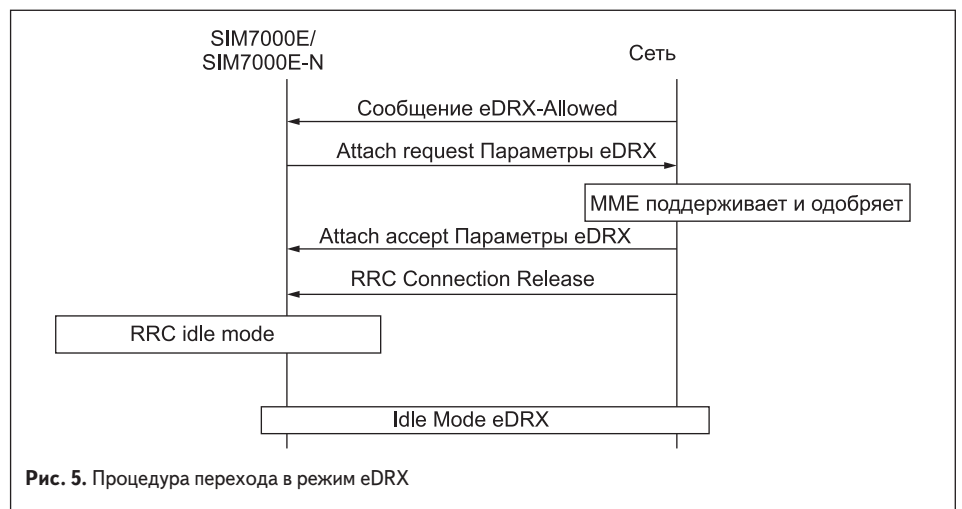 SIM7000E/
SIM7000E-N
Сеть
Сообщение eDRX-Allowed
Attach request Параметры eDRX
MME поддерживает и одобряет
Attach accept Параметры eDRX
RRC Connection Release
RRC idle mode
Idle Mode eDRX
Рис. 5. Процедура перехода в режим eDRX